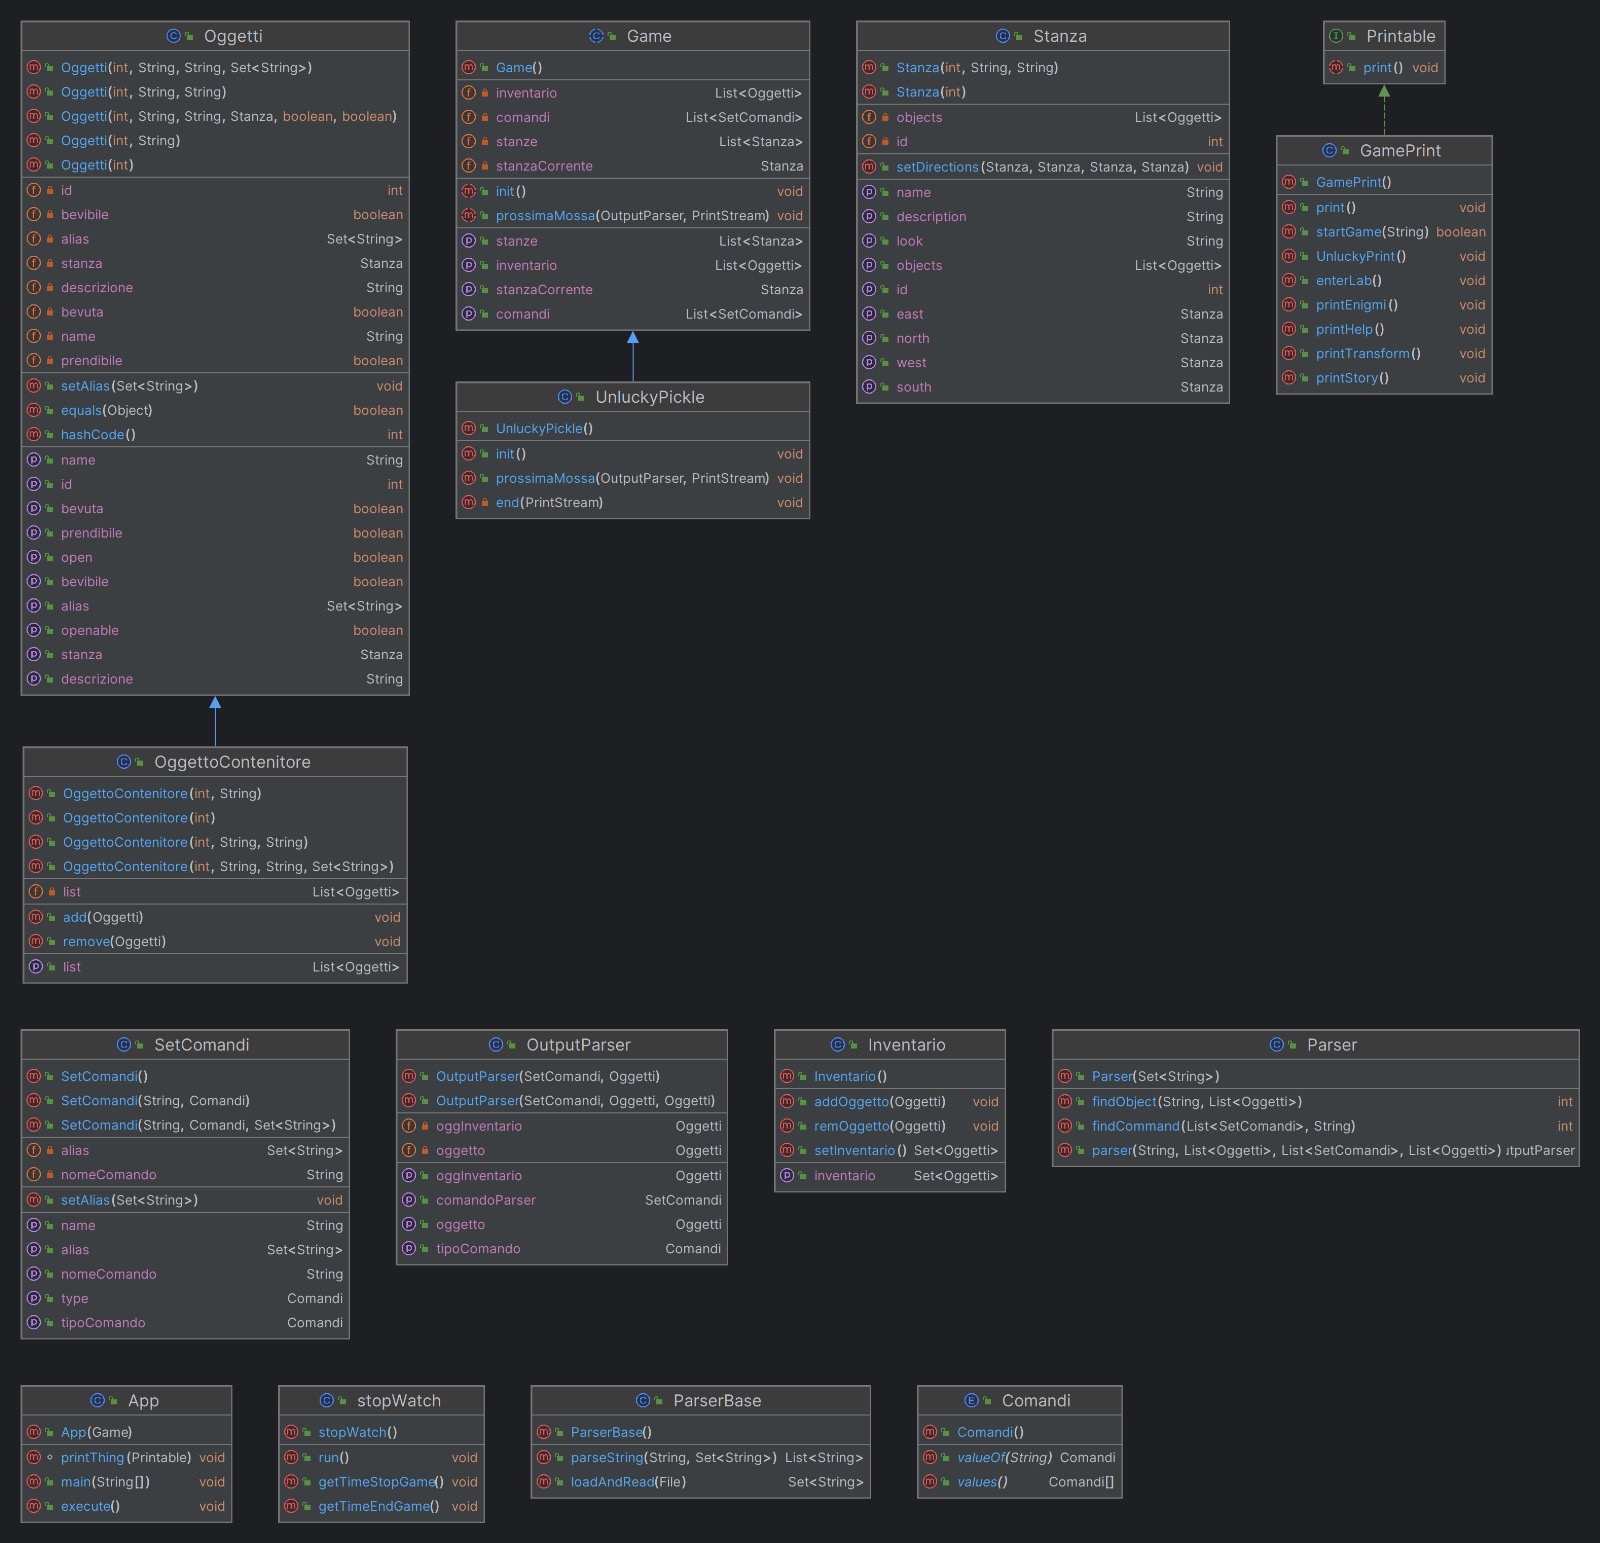 Oggetti
Oggetti(int, String, String, Set<String>)
Oggetti(int, String, String)
Oggetti(int, String, String, Stanza, boolean, boolean)
Oggetti(int, String)
Oggetti(int)
id int
bevibile boolean
alias Set<String>
stanza Stanza
descrizione String
bevuta boolean
name String
prendibile boolean
setAlias(Set<String>) void
equals(Object) boolean
hashCode() int
name String
id int
bevuta boolean
prendibile boolean
open boolean
bevibile boolean
alias Set<String>
openable boolean
stanza Stanza
descrizione String
Game
Game()
inventario List<Oggetti>
comandi List<SetComandi>
stanze List<Stanza>
stanzaCorrente Stanza
init() void
prossimaMossa(OutputParser, PrintStream) void
stanze List<Stanza>
inventario List<Oggetti>
stanzaCorrente Stanza
comandi List<SetComandi>
UnluckyPickle
UnluckyPickle()
init() void
prossimaMossa(OutputParser, PrintStream) void
end(PrintStream) void
Stanza
Stanza(int, String, String)
Stanza(int)
objects List<Oggetti>
id int
setDirections(Stanza, Stanza, Stanza, Stanza) void
name String
description String
look String
objects List<Oggetti>
id int
east Stanza
north Stanza
west Stanza
south Stanza
Printable
print() void
GamePrint
GamePrint()
print() void
startGame(String) boolean
UnluckyPrint() void
enterLab() void
printEnigmi() void
printHelp() void
printTransform() void
printStory() void
OggettoContenitore
OggettoContenitore(int, String)
OggettoContenitore(int)
OggettoContenitore(int, String, String)
OggettoContenitore(int, String, String, Set<String>)
list List<Oggetti>
add(Oggetti) void
remove(Oggetti) void
list List<Oggetti>
SetComandi
SetComandi()
SetComandi(String, Comandi)
SetComandi(String, Comandi, Set<String>)
alias Set<String>
nomeComando String
setAlias(Set<String>) void
name String
alias Set<String>
nomeComando String
type Comandi
tipoComando Comandi
OutputParser
OutputParser(SetComandi, Oggetti)
OutputParser(SetComandi, Oggetti, Oggetti)
oggInventario Oggetti
oggetto Oggetti
oggInventario Oggetti
comandoParser SetComandi
oggetto Oggetti
tipoComando Comandi
Inventario
Inventario()
addOggetto(Oggetti) void
remOggetto(Oggetti) void
setInventario() Set<Oggetti>
inventario Set<Oggetti>
Parser
Parser(Set<String>)
findObject(String, List<Oggetti>) int
findCommand(List<SetComandi>, String) int
parser(String, List<Oggetti>, List<SetComandi>, List<Oggetti>) utputParser
App
App(Game)
printThing(Printable) void
main(String[]) void
execute() void
stopWatch
stopWatch()
run() void
getTimeStopGame() void
getTimeEndGame() void
ParserBase
ParserBase()
parseString(String, Set<String>) List<String>
loadAndRead(File) Set<String>
Comandi
Comandi()
valueOf(String) Comandi
values() Comandi[]